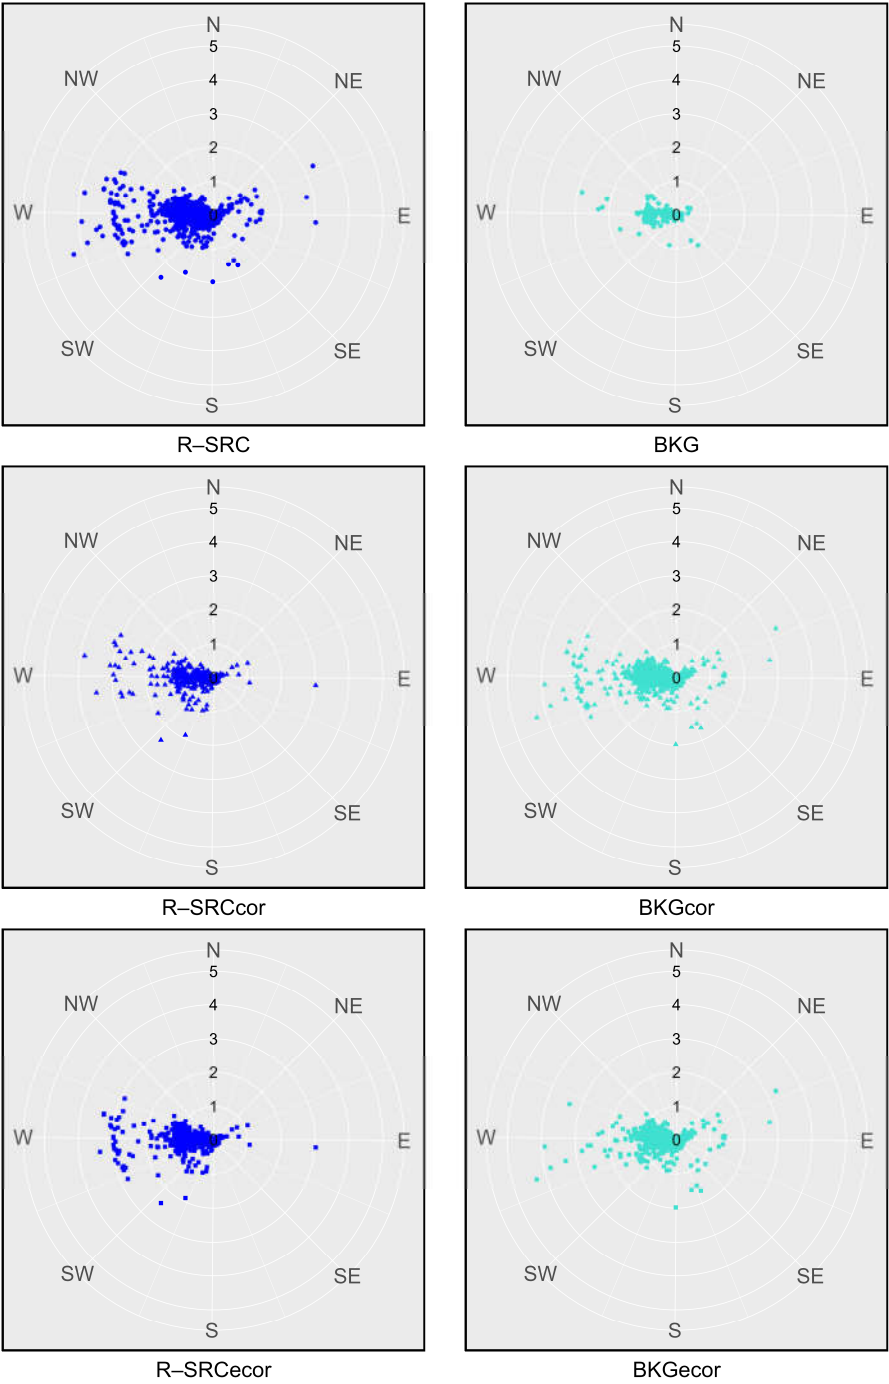 N N
5 5
4 4
NW NE NW NE
3 3
2 2
1 1
W 0 E W 0 E
SW SE SW SE
S S
R–SRC BKG
N N
5 5
NW 4 NE NW 4 NE
3 3
2 2
1 1
W 0 E W 0 E
SW SE SW SE
S S
R–SRCcor BKGcor
N N
5 5
NW 4 NE NW 4 NE
3 3
2 2
1 1
W 0 E W 0 E
SW SE SW SE
S S
R–SRCecor BKGecor